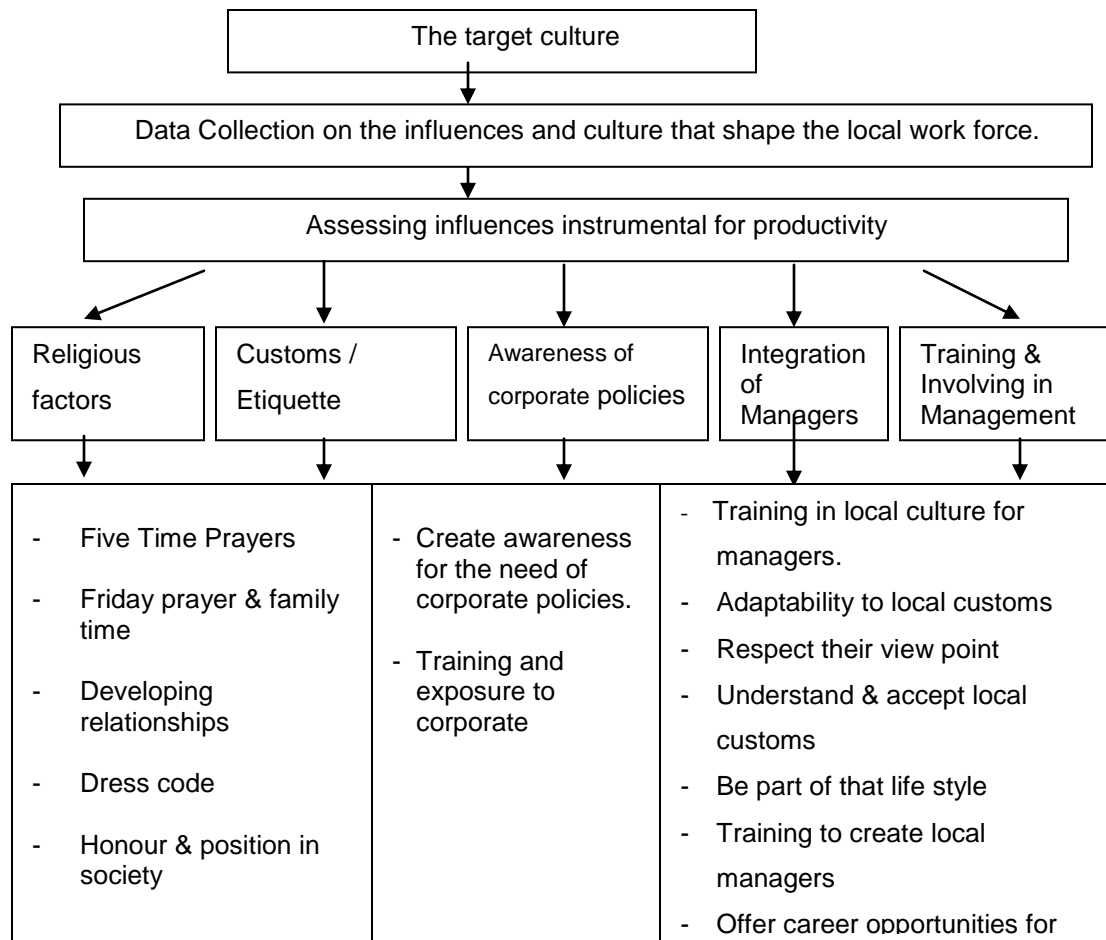 The target culture
Data Collection on the influences and culture that shape the local work force.
Assessing influences instrumental for productivity
Religious
factors
Customs /
Etiquette
Awareness of
corporate policies
Integration
of
Managers
Training &
Involving in
Management
- Five Time Prayers
- Friday prayer & family
time
- Developing
relationships
- Dress code
- Honour & position in
society
- Create awareness
for the need of
corporate policies.
- Training and
exposure to
corporate
- Training in local culture for
managers.
- Adaptability to local customs
- Respect their view point
- Understand & accept local
customs
- Be part of that life style
- Training to create local
managers
- Offer career opportunities for